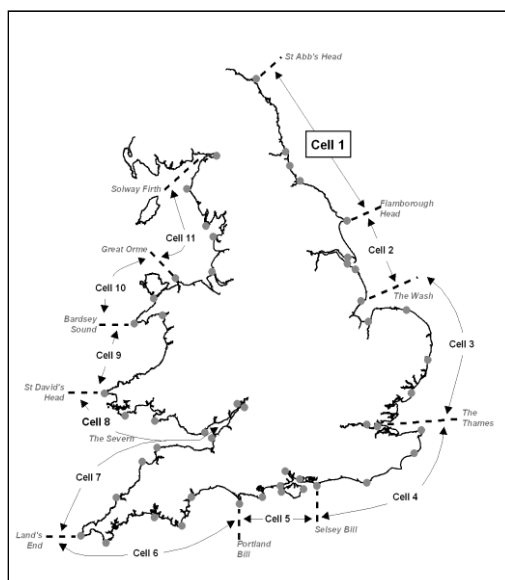 St Abb's Head
Cell 1
Solway Firth
Flamborough
Head
Cell 2
Great Orme
Cell 11
Cell 10
The Wash
Bardsey
Sound
Cell 3
Cell 9
St David's
Head
Cell 8
The Severn
The
Thames
Cell 7
Cell 4
Cell 5
Land's
End
Cell 6
Portland
Bill
Selsey Bill